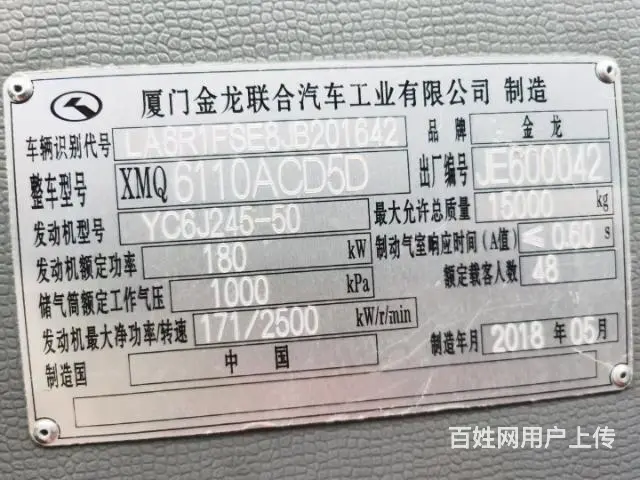 厦门金龙联合汽车工业有限公司 制造
车辆识别代号 LA6R1FSE8JB201642 品牌 金龙
整车型号 XMQ6110ACD5D 出厂编号 JE600042
发动机型号 YC6J245-50 最大允许总质量 15000 kg
发动机额定功率 180 kW 制动气室响应时间(A值) ≤0.60 s
储气筒额定工作气压 1000 kPa 额定载客人数 48
发动机最大净功率/转速 171/2500 kW/r/min 制造年月 2018年05月
制造国 中国
百姓网用户上传